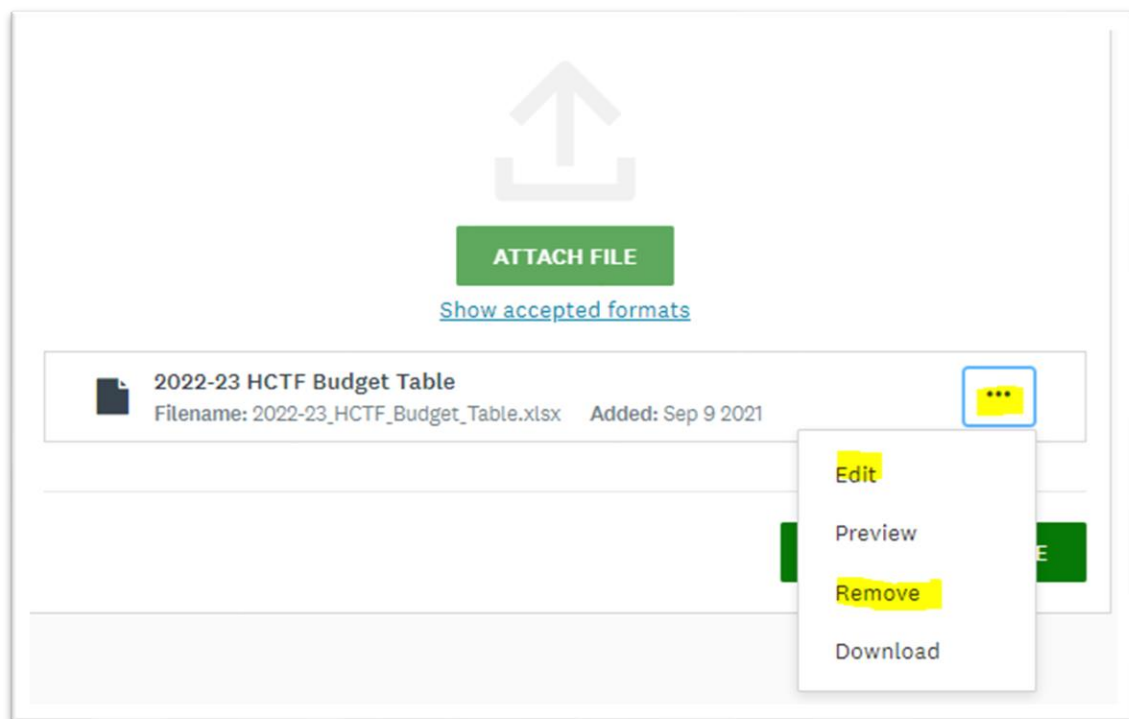 ATTACH FILE
Show accepted formats
2022-23 HCTF Budget Table
•••
Filename: 2022-23_HCTF_Budget_Table.xlsx Added: Sep 9 2021
Edit
Preview
Remove
Download